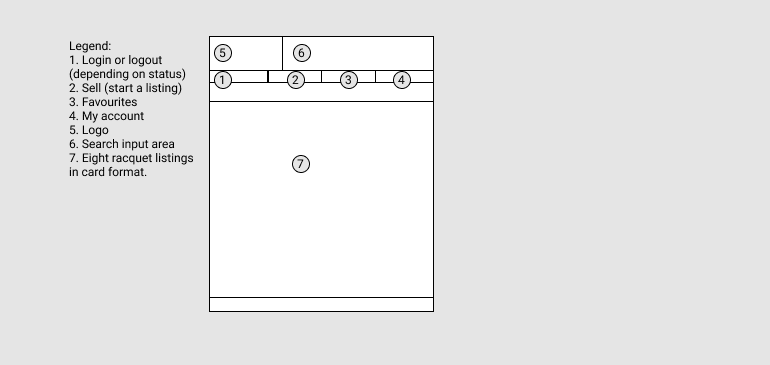 Legend:
1. Login or logout
(depending on status)
2. Sell (start a listing)
3. Favourites
4. My account
5. Logo
6. Search input area
7. Eight racquet listings
in card format.
5 6
1 2 3 4
7